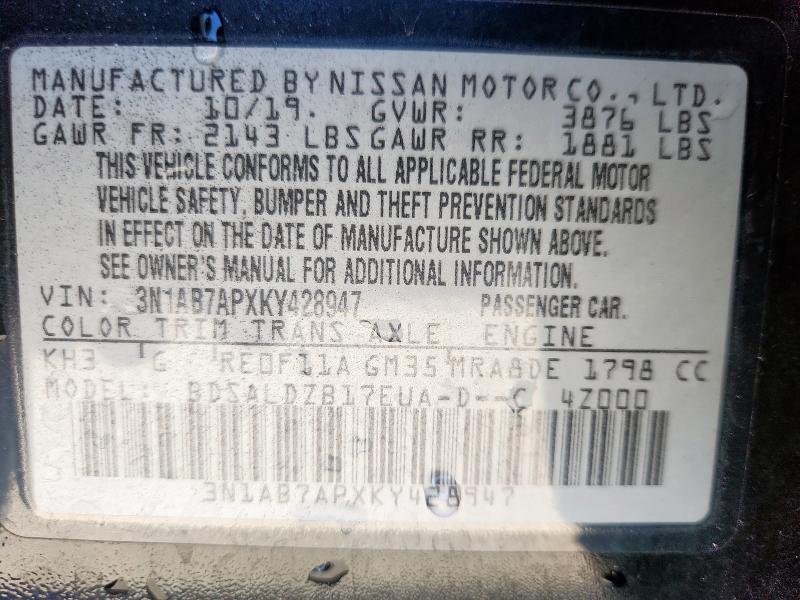 MANUFACTURED BY NISSAN MOTOR CO., LTD.
DATE: 10/19. GVWR: 3876 LBS
GAWR FR: 2143 LBS GAWR RR: 1881 LBS
THIS VEHICLE CONFORMS TO ALL APPLICABLE FEDERAL MOTOR
VEHICLE SAFETY, BUMPER AND THEFT PREVENTION STANDARDS
IN EFFECT ON THE DATE OF MANUFACTURE SHOWN ABOVE.
SEE OWNER'S MANUAL FOR ADDITIONAL INFORMATION.
VIN: 3N1AB7APXKY428947 PASSENGER CAR.
COLOR TRIM TRANS AXLE ENGINE
KH3 G RE0F11A GM35 MRA8DE 1798 CC
MODEL: BDSALDZB17EUA-D--C 4Z000
3N1AB7APXKY428947